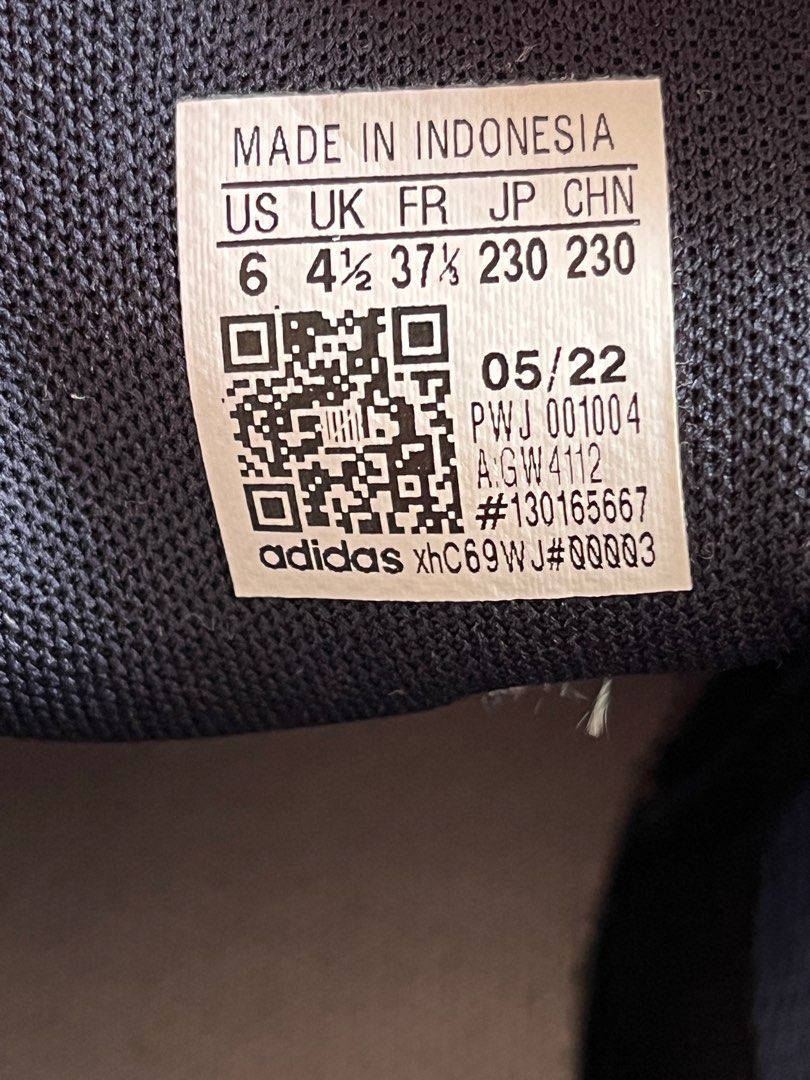 MADE IN INDONESIA
US UK FR JP CHN
6 4½ 37⅓ 230 230
05/22
PWJ 001004
A:GW4112
#130165667
adidas xhC69WJ#00003